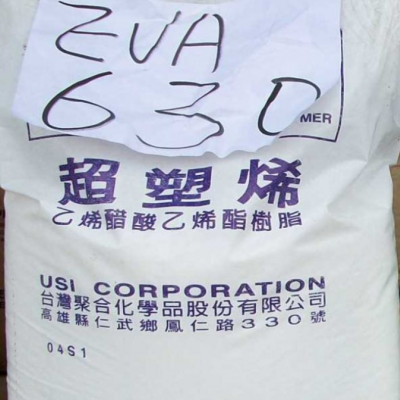 EVA
630
MER
超塑烯
乙烯醋酸乙烯酯樹脂
USI CORPORATION
台灣聚合化學品股份有限公司
高雄縣仁武鄉鳳仁路330號
04S1